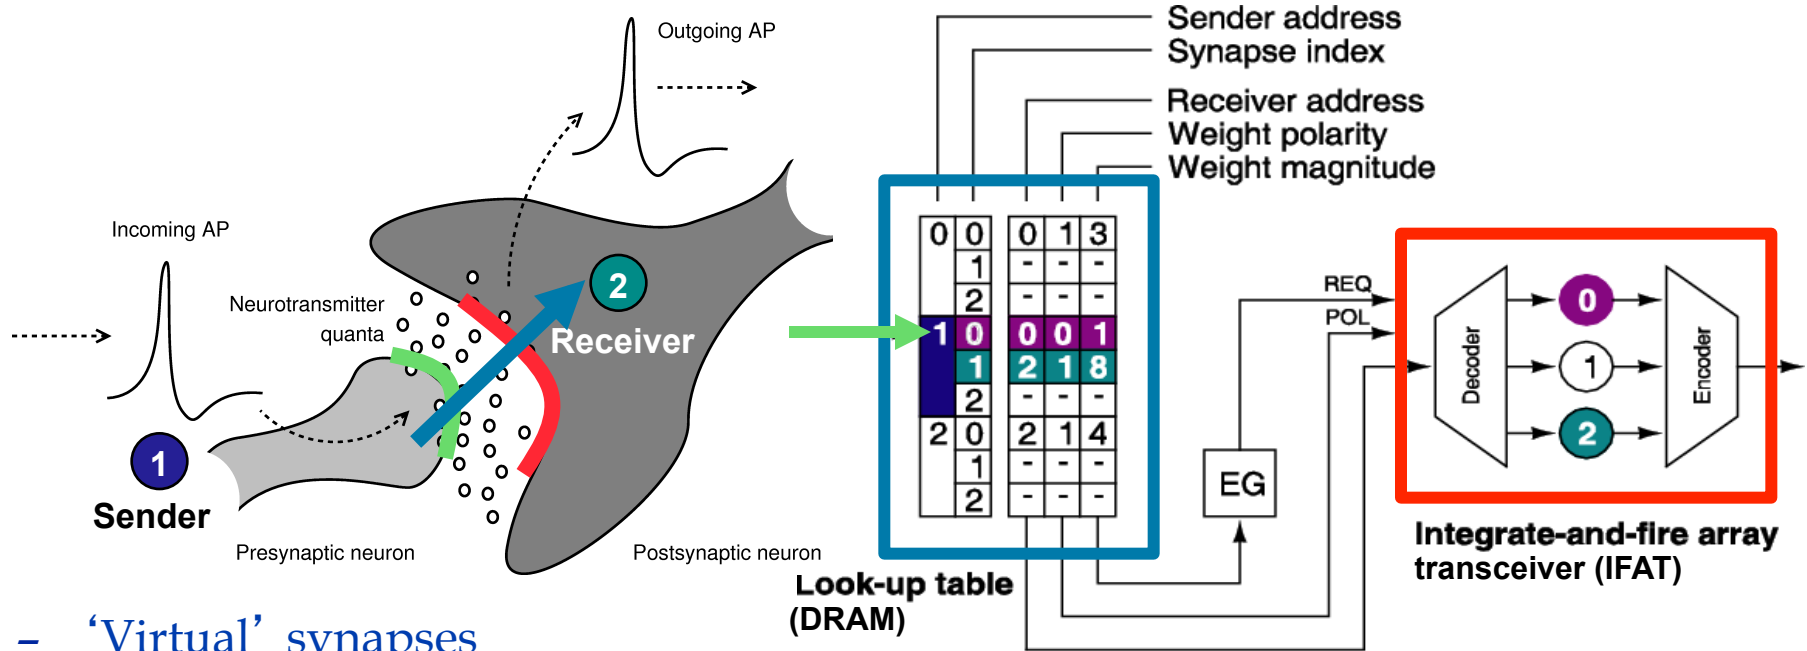 Outgoing AP
Incoming AP
Neurotransmitter
quanta
2
Receiver
1
Sender
Presynaptic neuron
Postsynaptic neuron
– ‘Virtual’ synapses
Sender address
Synapse index
Receiver address
Weight polarity
Weight magnitude
0 0 0 1 3
1 - - -
2 - - -
1 0 0 0 1
1 2 1 8
2 - - -
2 0 2 1 4
1 - - -
2 - - -
Look-up table
(DRAM)
EG
REQ
POL
Decoder
0
1
2
Encoder
Integrate-and-fire array
transceiver (IFAT)